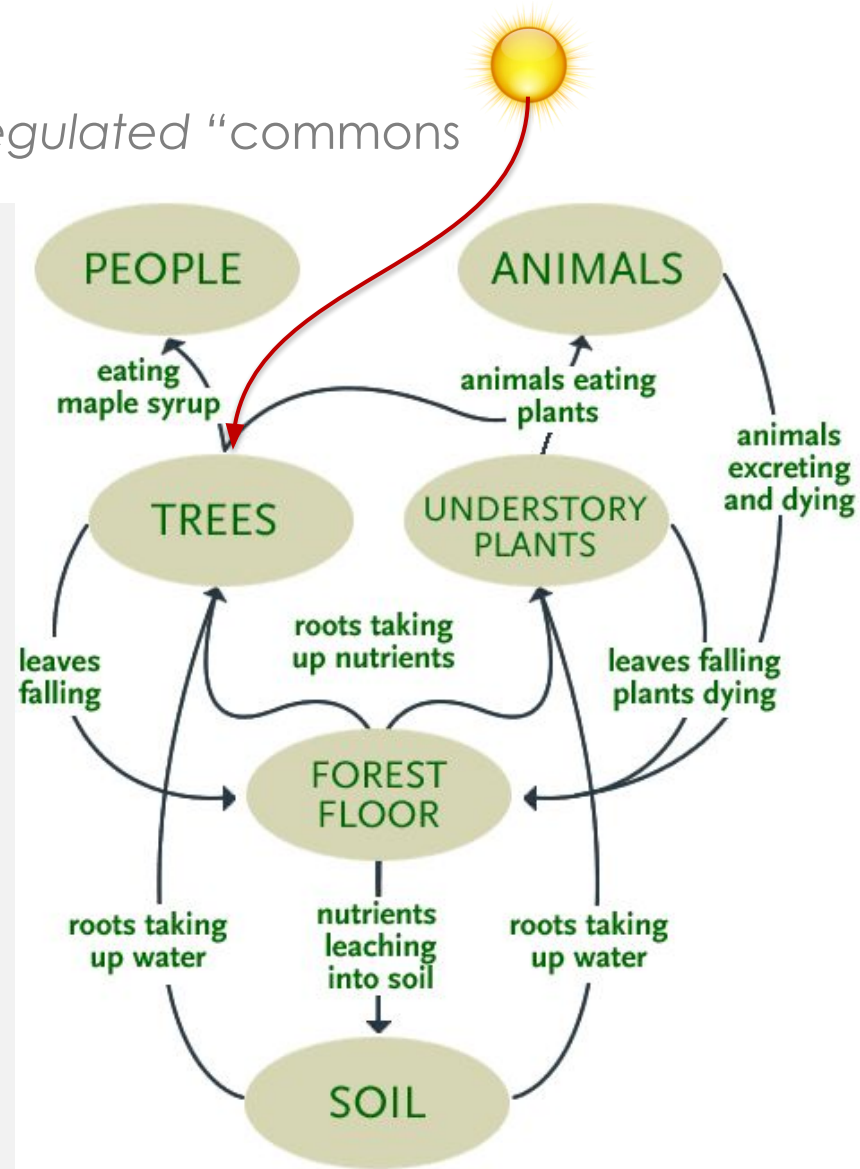 egulated “commons
PEOPLE
ANIMALS
eating
maple syrup
animals eating
plants
animals
excreting
and dying
TREES
UNDERSTORY
PLANTS
roots taking
up nutrients
leaves
falling
leaves falling
plants dying
FOREST
FLOOR
roots taking
up water
nutrients
leaching
into soil
roots taking
up water
SOIL